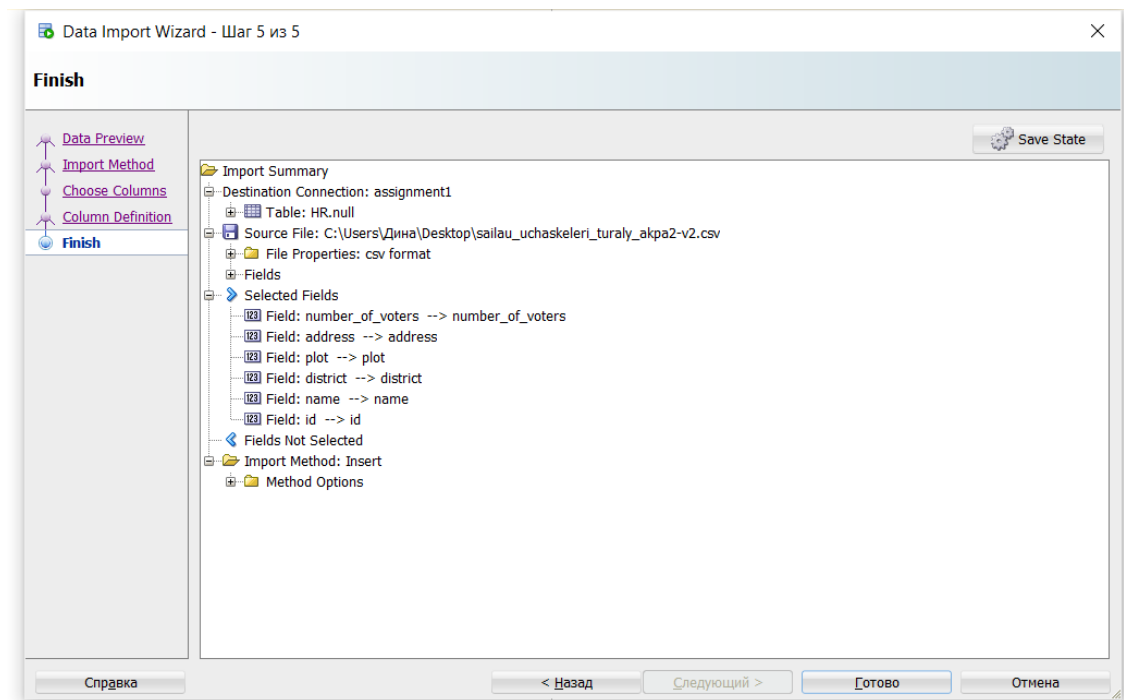 Data Import Wizard - Шаг 5 из 5
Finish
Data Preview
Import Method
Choose Columns
Column Definition
Finish
Save State
Import Summary
Destination Connection: assignment1
Table: HR.null
Source File: C:\Users\Дина\Desktop\sailau_uchaskeleri_turaly_akpa2-v2.csv
File Properties: csv format
Fields
Selected Fields
Field: number_of_voters --> number_of_voters
Field: address --> address
Field: plot --> plot
Field: district --> district
Field: name --> name
Field: id --> id
Fields Not Selected
Import Method: Insert
Method Options
Справка
< Назад
Следующий >
Готово
Отмена